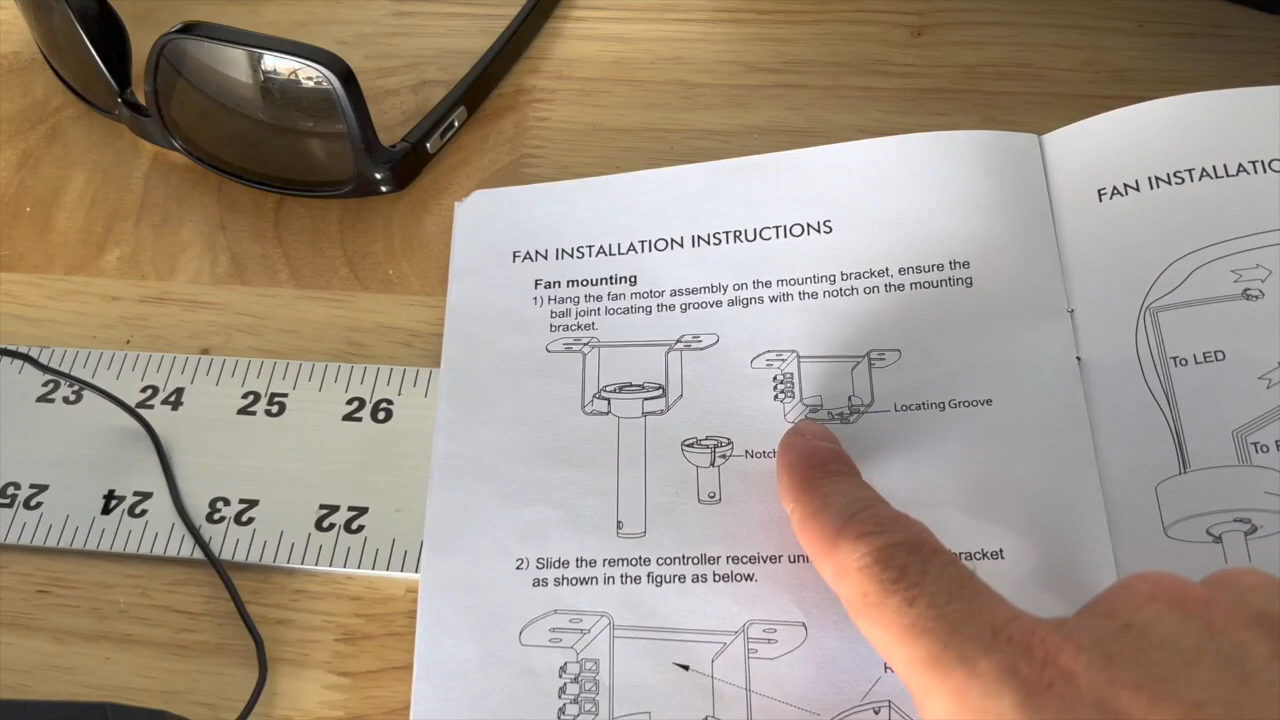 FAN INSTALLATION INSTRUCTIONS
Fan mounting
1) Hang the fan motor assembly on the mounting bracket, ensure the
ball joint locating the groove aligns with the notch on the mounting
bracket.
Locating Groove
Notch
2) Slide the remote controller receiver
bracket
as shown in the figure as below.
FAN
To LED
To
23 24 25 26
25 24 23 22